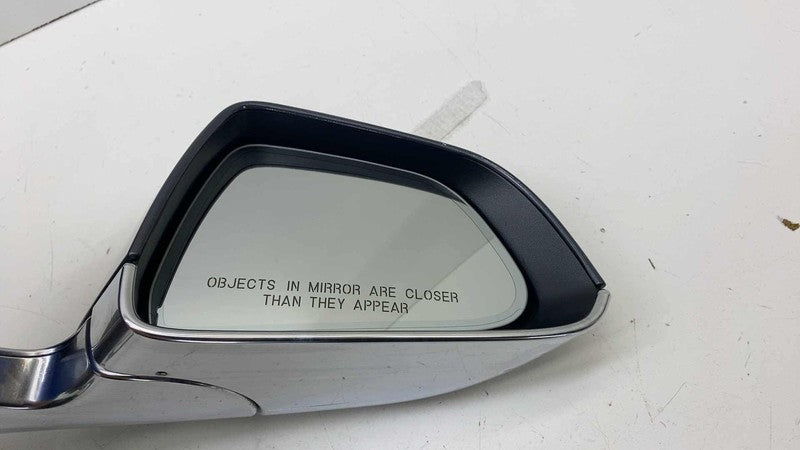 OBJECTS IN MIRROR ARE CLOSER
THAN THEY APPEAR